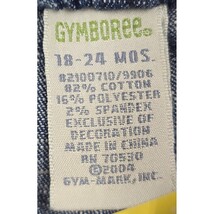 GYMBOREE®
18-24 MOS.
82100710/9906
82% COTTON
16% POLYESTER
2% SPANDEX
EXCLUSIVE OF
DECORATION
MADE IN CHINA
RN 70530
©2004
GYM-MARK, INC.